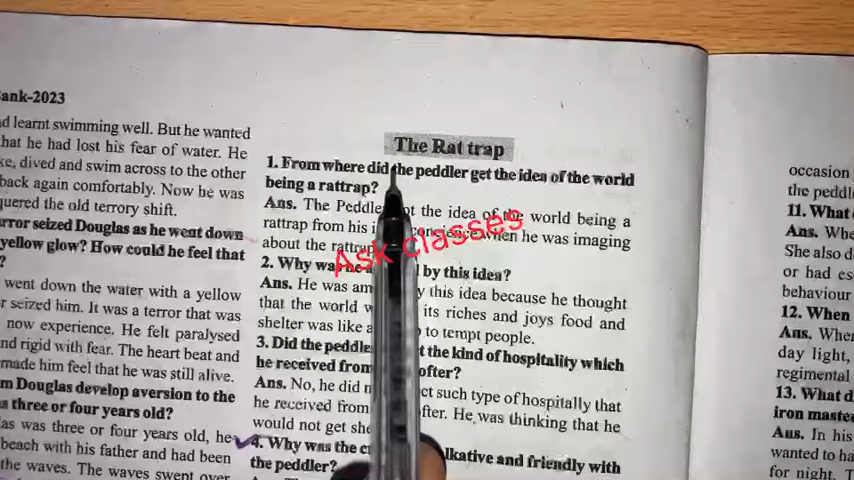 ank-2023
d learnt swimming well. But he wanted
hat he had lost his fear of water. He
ke, dived and swim across to the other
back again comfortably. Now he was
quered the old terrory shift.
rror seized Douglas as he went down
yellow glow? How could he feel that
?
went down the water with a yellow
r seized him. It was a terror that was
now experience. He felt paralysed
nd rigid with fear. The heart beat and
made him feel that he was still alive.
m Douglas develop aversion to the
s three or four years old?
as was three or four years old, he
beach with his father and had been
the waves. The waves swept over
The Rat trap
1. From where did the peddler get the idea of the world
being a rattrap?
Ans. The Peddler got the idea of the world being a
rattrap from his when he was imaging
about the rattrap
2. Why was he by this idea?
Ans. He was am y this idea because he thought
that the world w its riches and joys food and
shelter was like a to tempt people.
3. Did the peddle t the kind of hospitality which
he received from ofter?
Ans. No, he did n ct such type of hospitally that
he received from fter. He was thinking that he
would not get she
4. Why was the c lkative and friendly with
the peddler?
Ask classes
occasion
the peddl
11. What
Ans. Whe
She also d
or had es
behaviour
12. When
Ans. When
day light,
regimental
13. What d
iron master
Ans. In his
wanted to ha
for night. T